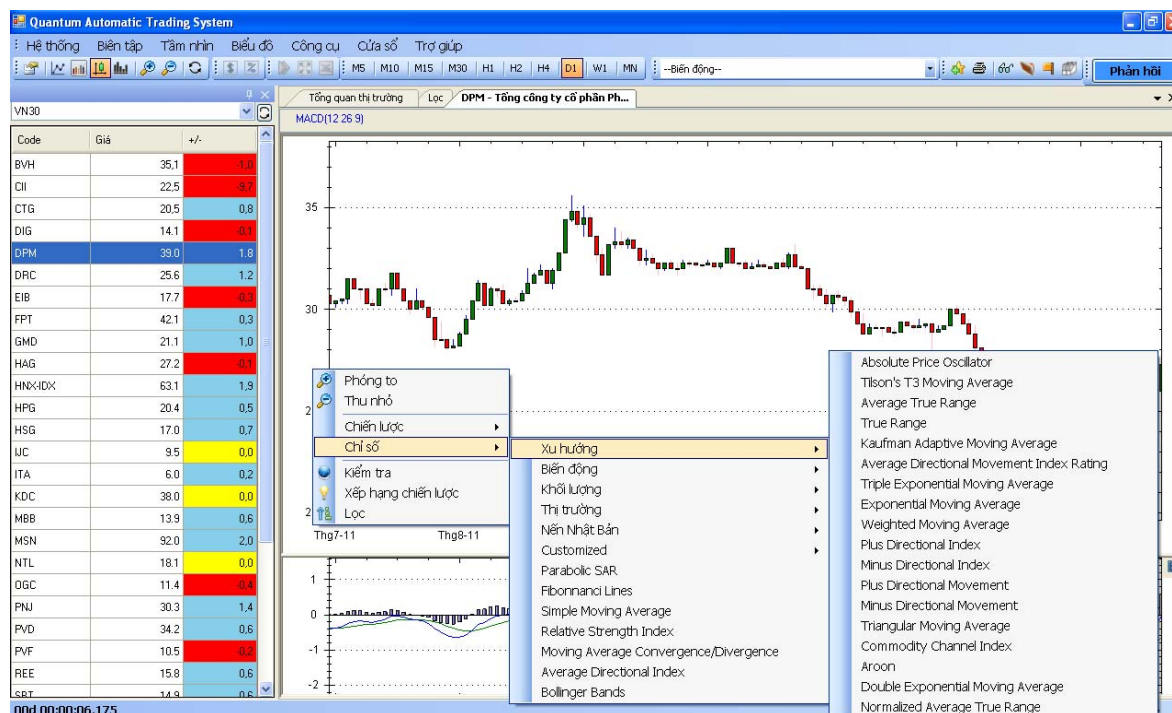 Quantum Automatic Trading System
Hệ thống Biên tập Tầm nhìn Biểu đồ Công cụ Cửa sổ Trợ giúp
M5 M10 M15 M30 H1 H2 H4 D1 W1 MN --Biến động-- Phản hồi
VN30
Tổng quan thị trường Lọc DPM - Tổng công ty cổ phần Ph...
MACD(12 26 9)
Code Giá +/-
BVH 35,1 -1,0
CII 22,5 -9,7
CTG 20,5 0,8
DIG 14.1 -0,1
DPM 39.0 1.8
DRC 25.6 1.2
EIB 17.7 -0,3
FPT 42.1 0,3
GMD 21.1 1,0
HAG 27.2 -0,1
HNX-IDX 63.1 1,9
HPG 20.4 0,5
HSG 17.0 0,7
IJC 9.5 0,0
ITA 6.0 0,2
KDC 38.0 0,0
MBB 13.9 0,6
MSN 92.0 2,0
NTL 18.1 0,0
OGC 11.4 -0,4
PNJ 30.3 1,4
PVD 34.2 0,6
PVF 10.5 -0,2
REE 15.8 0,6
SBT 14.9 0,6
00d 00:00:06.175
35
30
2
2
Thg7-11 Thg8-11
1
0
-1
-2
Phóng to
Thu nhỏ
Chiến lược
Chỉ số
Kiểm tra
Xếp hạng chiến lược
Lọc
Xu hướng
Biến động
Khối lượng
Thị trường
Nến Nhật Bản
Customized
Parabolic SAR
Fibonnanci Lines
Simple Moving Average
Relative Strength Index
Moving Average Convergence/Divergence
Average Directional Index
Bollinger Bands
Absolute Price Oscillator
Tilson's T3 Moving Average
Average True Range
True Range
Kaufman Adaptive Moving Average
Average Directional Movement Index Rating
Triple Exponential Moving Average
Exponential Moving Average
Weighted Moving Average
Plus Directional Index
Minus Directional Index
Plus Directional Movement
Minus Directional Movement
Triangular Moving Average
Commodity Channel Index
Aroon
Double Exponential Moving Average
Normalized Average True Range